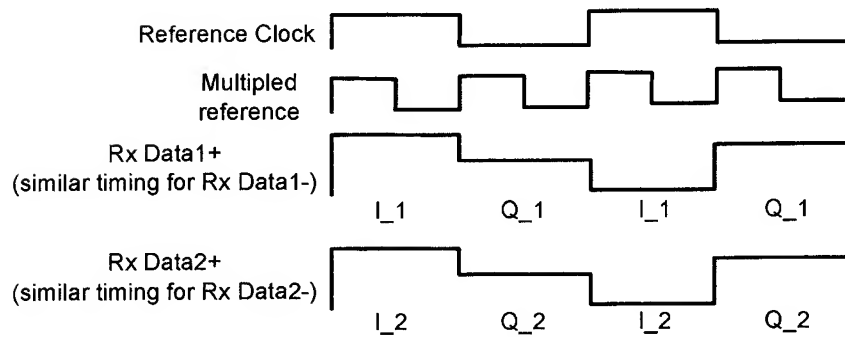 Reference Clock
Multipled
reference
Rx Data1+
(similar timing for Rx Data1-)
I_1 Q_1 I_1 Q_1
Rx Data2+
(similar timing for Rx Data2-)
I_2 Q_2 I_2 Q_2